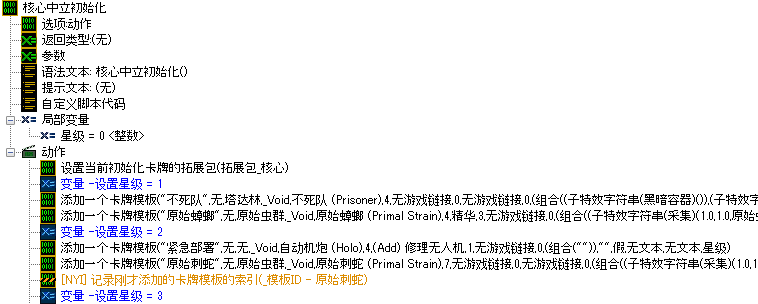 核心中立初始化
选项:动作
返回类型:(无)
参数
语法文本: 核心中立初始化()
提示文本: (无)
自定义脚本代码
局部变量
星级 = 0 <整数>
动作
设置当前初始化卡牌的拓展包(拓展包_核心)
变量 -设置星级 = 1
添加一个卡牌模板("不死队",无,塔达林,_Void,不死队 (Prisoner),4,无游戏链接,0,无游戏链接,0,(组合((子特效字符串(黑暗容器))),(子特效
添加一个卡牌模板("原始蟑螂",无,原始虫群,_Void,原始蟑螂 (Primal Strain),4,精华,3,无游戏链接,0,(组合((子特效字符串(采集)(1.0,1.0,原始
变量 -设置星级 = 2
添加一个卡牌模板("紧急部署",无,无,_Void,自动机炮 (Holo),4,(Add) 修理无人机,1,无游戏链接,0,(组合("")),"",假,无文本,无文本,星级)
添加一个卡牌模板("原始刺蛇",无,原始虫群,_Void,原始刺蛇 (Primal Strain),7,无游戏链接,0,无游戏链接,0,(组合((子特效字符串(采集)(1.0,1
[NYI] 记录刚才添加的卡牌模板的索引(_模板ID - 原始刺蛇)
变量 -设置星级 = 3